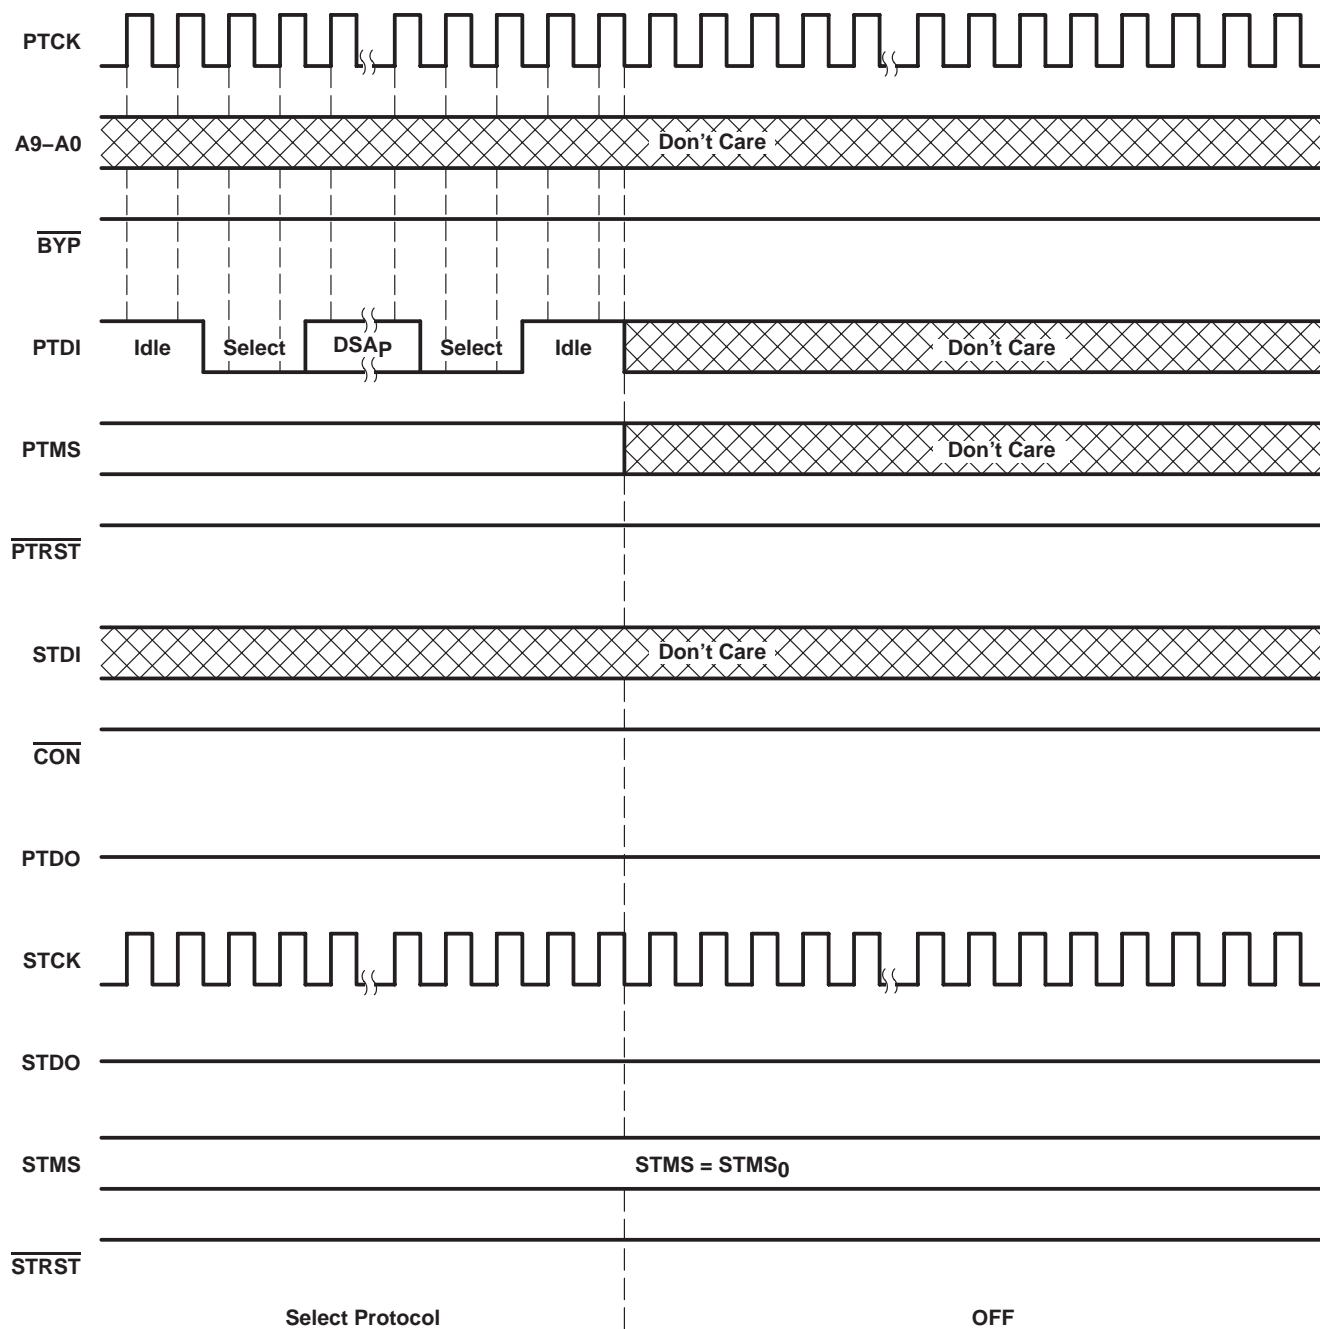 PTCK
A9–A0
Don't Care
BYP
PTDI
Idle
Select
DSAP
Select
Idle
Don't Care
PTMS
Don't Care
PTRST
STDI
Don't Care
CON
PTDO
STCK
STDO
STMS
STMS = STMS0
STRST
Select Protocol
OFF